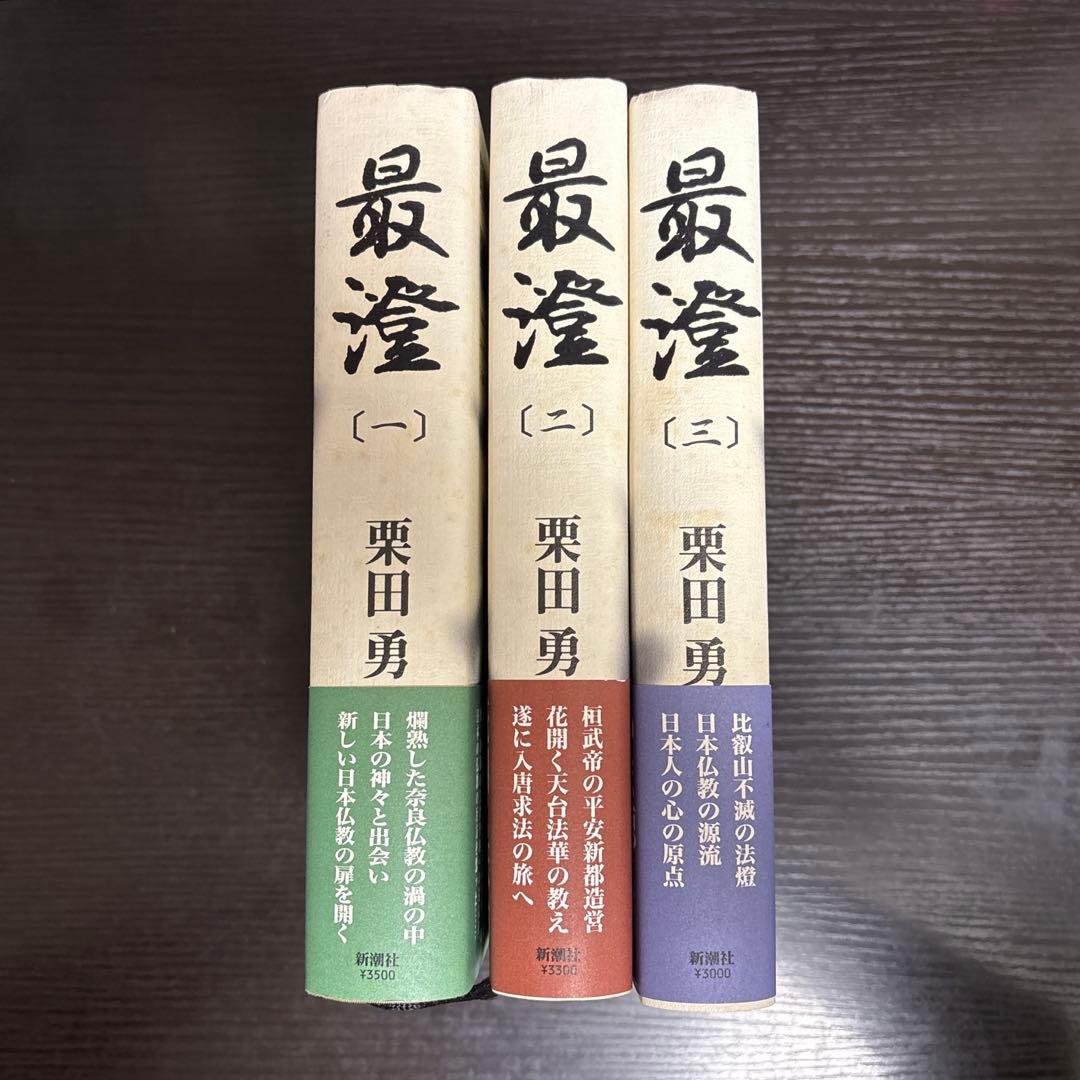 最澄
〔一〕
栗田 勇
爛熟した奈良仏教の渦の中
日本の神々と出会い
新しい日本仏教の扉を開く
新潮社
¥3500
最澄
〔二〕
栗田 勇
桓武帝の平安新都造営
花開く天台法華の教え
遂に入唐求法の旅へ
新潮社
¥3300
最澄
〔三〕
栗田 勇
比叡山不滅の法燈
日本仏教の源流
日本人の心の原点
新潮社
¥3000